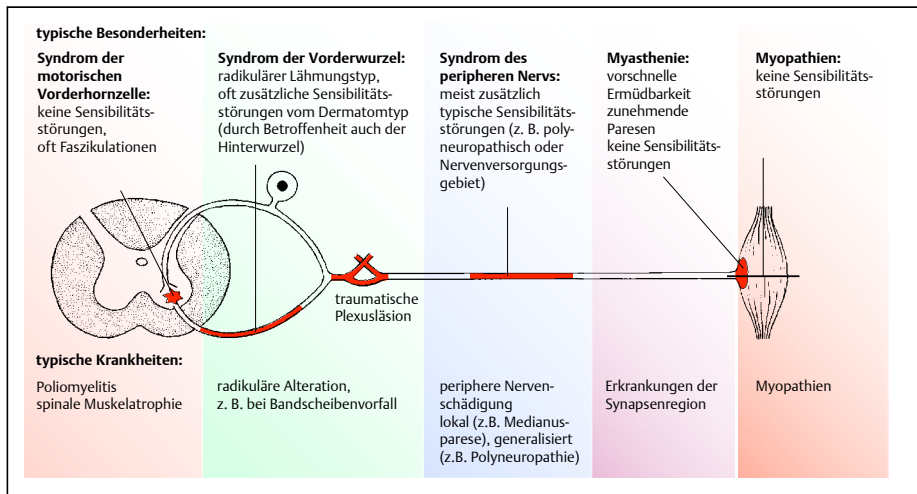 typische Besonderheiten:
Syndrom der
motorischen
Vorderhornzelle:
keine Sensibilitäts-
störungen,
oft Faszikulationen
Syndrom der Vorderwurzel:
radikulärer Lähmungstyp,
oft zusätzliche Sensibilitäts-
störungen vom Dermatomtyp
(durch Betroffenheit auch der
Hinterwurzel)
Syndrom des
peripheren Nervs:
meist zusätzlich
typische Sensibilitäts-
störungen (z. B. poly-
neuropathisch oder
Nervenversorgungs-
gebiet)
Myasthenie:
vorschnelle
Ermüdbarkeit
zunehmende
Paresen
keine Sensibilitäts-
störungen
Myopathien:
keine Sensibilitäts-
störungen
traumatische
Plexusläsion
typische Krankheiten:
Poliomyelitis
spinale Muskelatrophie
radikuläre Alteration,
z. B. bei Bandscheibenvorfall
periphere Nerven-
schädigung
lokal (z.B. Medianus-
parese), generalisiert
(z.B. Polyneuropathie)
Erkrankungen der
Synapsenregion
Myopathien